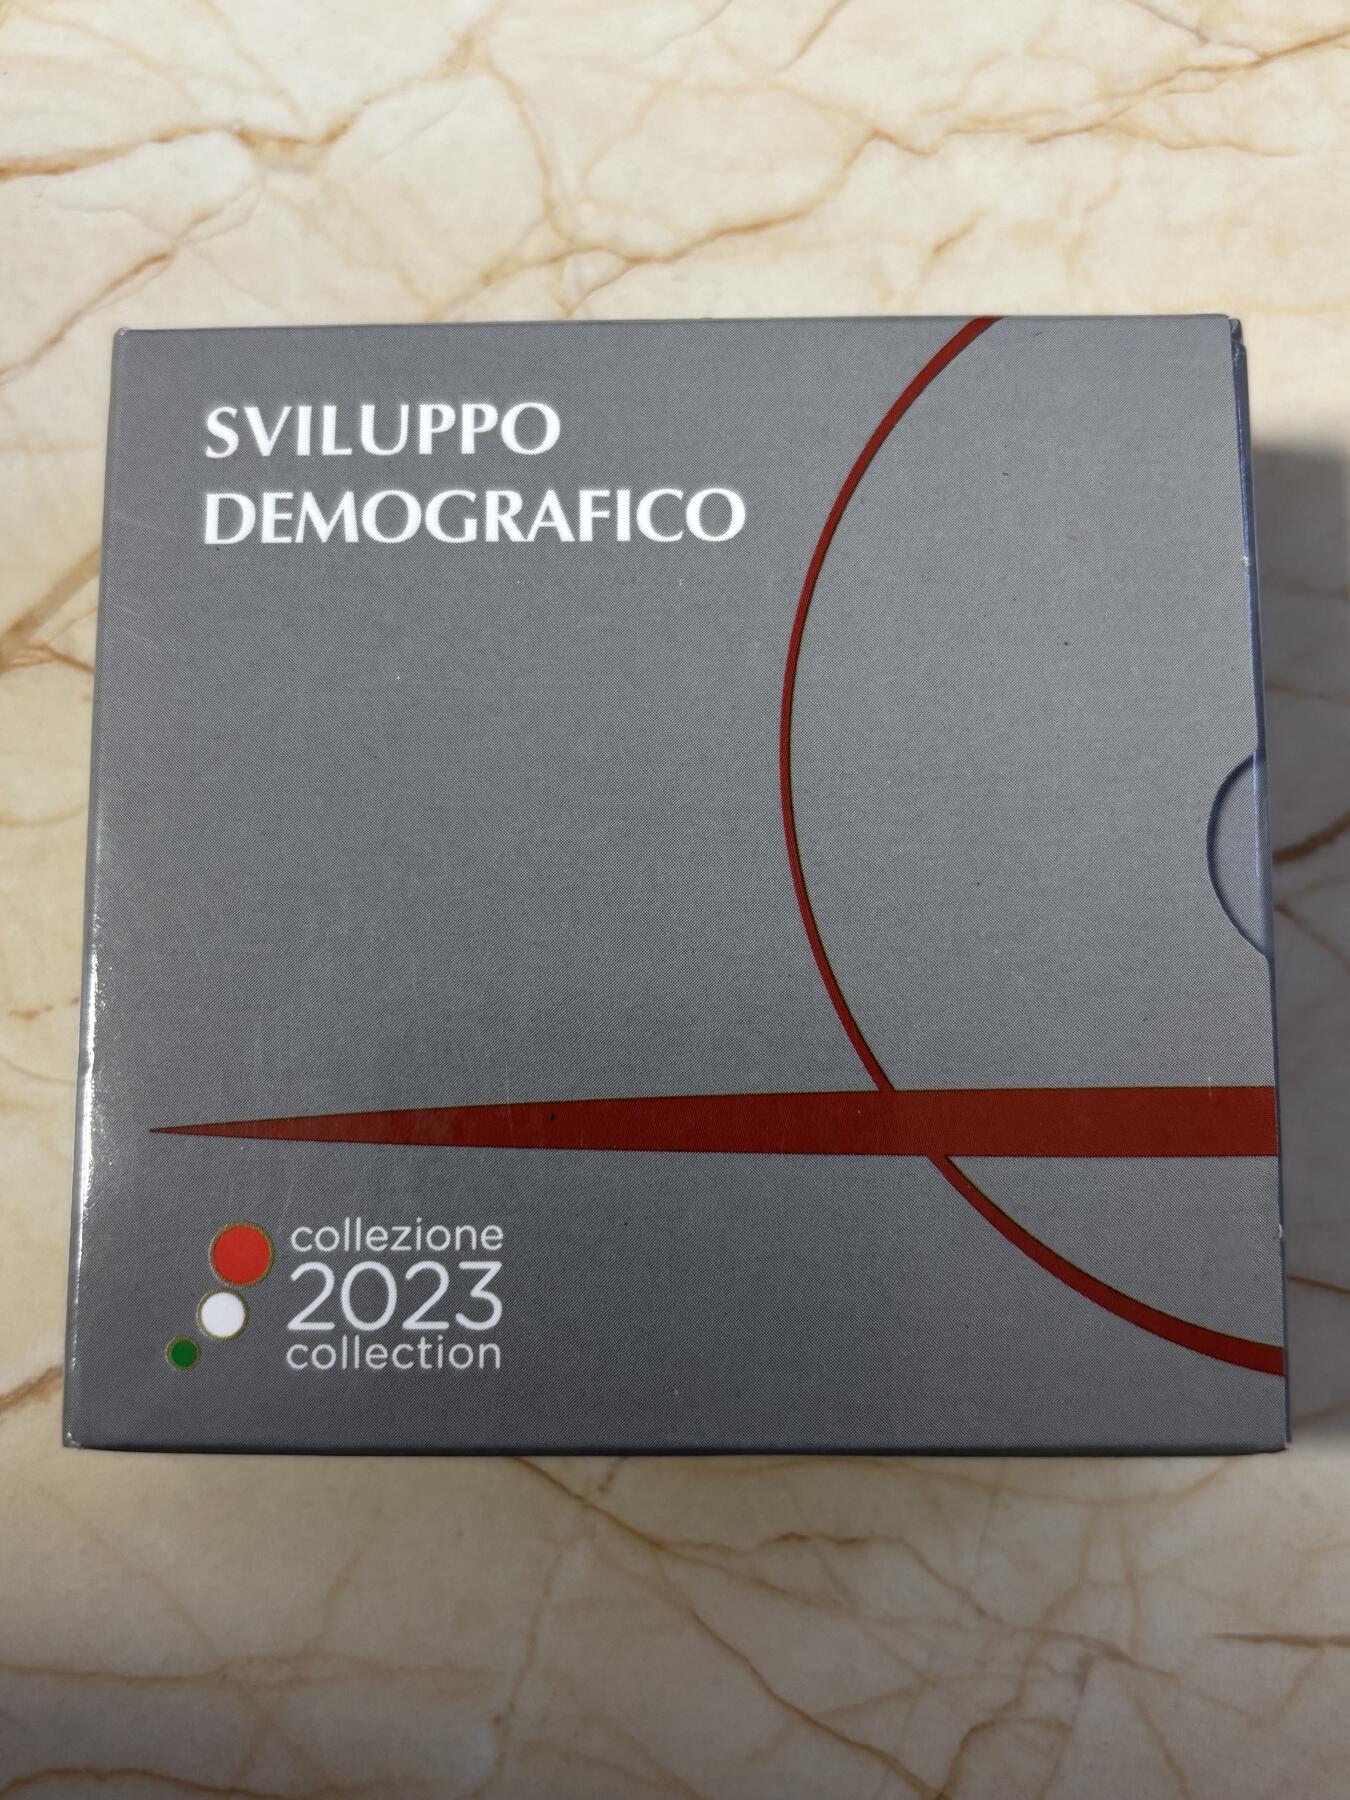 SVILUPPO
DEMOGRAFICO
collezione
2023
collection